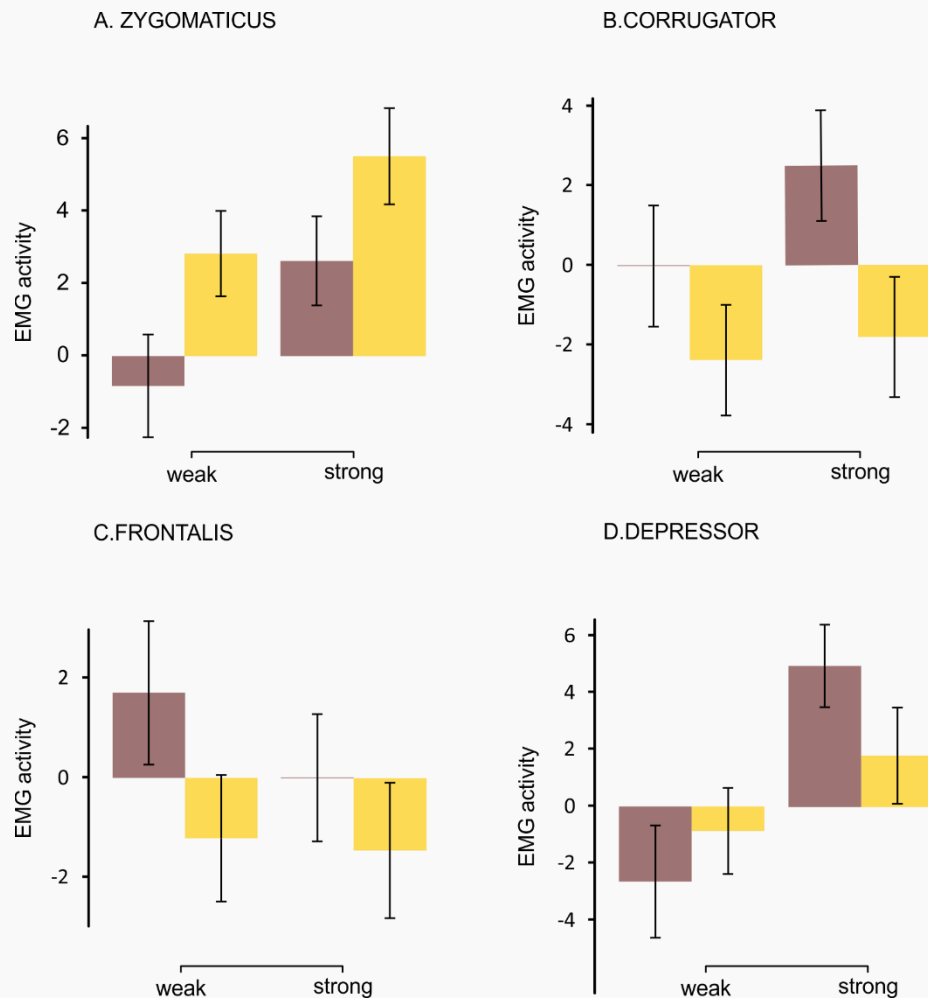 A. ZYGOMATICUS
EMG activity
6
4
2
0
-2
weak
strong
B.CORRUGATOR
EMG activity
4
2
0
-2
-4
weak
strong
C.FRONTALIS
EMG activity
2
0
-2
weak
strong
D.DEPRESSOR
EMG activity
6
4
2
0
-2
-4
weak
strong